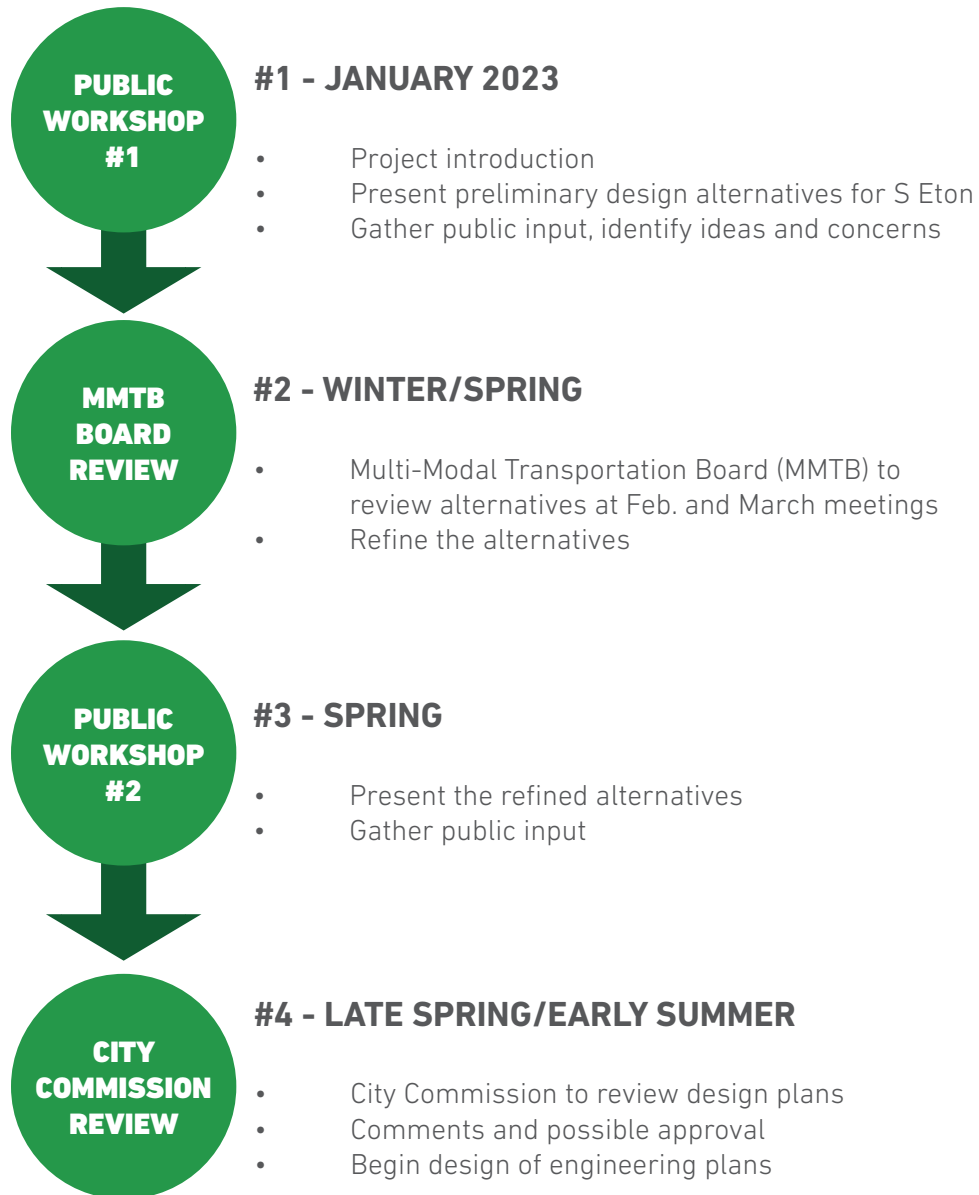 PUBLIC
WORKSHOP
#1
#1 - JANUARY 2023
• Project introduction
• Present preliminary design alternatives for S Eton
• Gather public input, identify ideas and concerns
MMTB
BOARD
REVIEW
#2 - WINTER/SPRING
• Multi-Modal Transportation Board (MMTB) to
review alternatives at Feb. and March meetings
• Refine the alternatives
PUBLIC
WORKSHOP
#2
#3 - SPRING
• Present the refined alternatives
• Gather public input
CITY
COMMISSION
REVIEW
#4 - LATE SPRING/EARLY SUMMER
• City Commission to review design plans
• Comments and possible approval
• Begin design of engineering plans